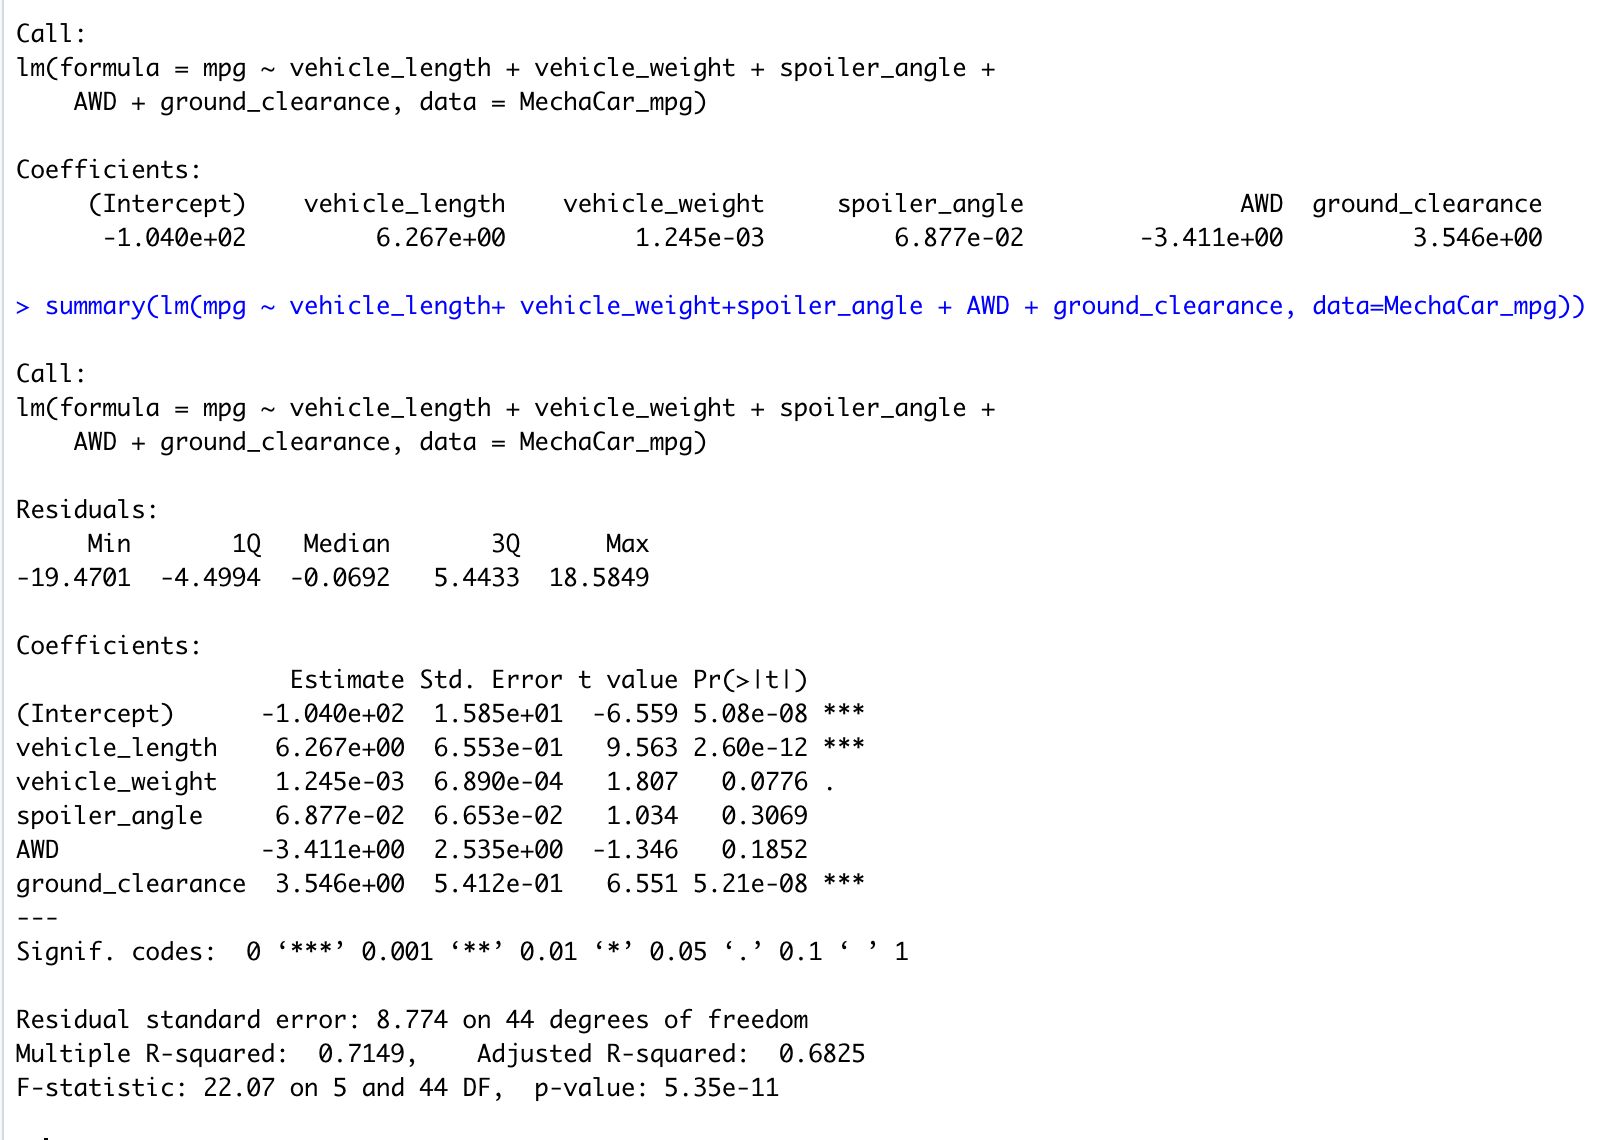 Call:
lm(formula = mpg ~ vehicle_length + vehicle_weight + spoiler_angle +
    AWD + ground_clearance, data = MechaCar_mpg)

Coefficients:
     (Intercept)    vehicle_length    vehicle_weight     spoiler_angle               AWD  ground_clearance
      -1.040e+02         6.267e+00         1.245e-03         6.877e-02        -3.411e+00         3.546e+00

> summary(lm(mpg ~ vehicle_length+ vehicle_weight+spoiler_angle + AWD + ground_clearance, data=MechaCar_mpg))

Call:
lm(formula = mpg ~ vehicle_length + vehicle_weight + spoiler_angle +
    AWD + ground_clearance, data = MechaCar_mpg)

Residuals:
     Min       1Q   Median       3Q      Max
-19.4701  -4.4994  -0.0692   5.4433  18.5849

Coefficients:
                   Estimate Std. Error t value Pr(>|t|)
(Intercept)      -1.040e+02  1.585e+01  -6.559 5.08e-08 ***
vehicle_length    6.267e+00  6.553e-01   9.563 2.60e-12 ***
vehicle_weight    1.245e-03  6.890e-04   1.807   0.0776 .
spoiler_angle     6.877e-02  6.653e-02   1.034   0.3069
AWD              -3.411e+00  2.535e+00  -1.346   0.1852
ground_clearance  3.546e+00  5.412e-01   6.551 5.21e-08 ***
---
Signif. codes:  0 ‘***’ 0.001 ‘**’ 0.01 ‘*’ 0.05 ‘.’ 0.1 ‘ ’ 1

Residual standard error: 8.774 on 44 degrees of freedom
Multiple R-squared:  0.7149,    Adjusted R-squared:  0.6825
F-statistic: 22.07 on 5 and 44 DF,  p-value: 5.35e-11